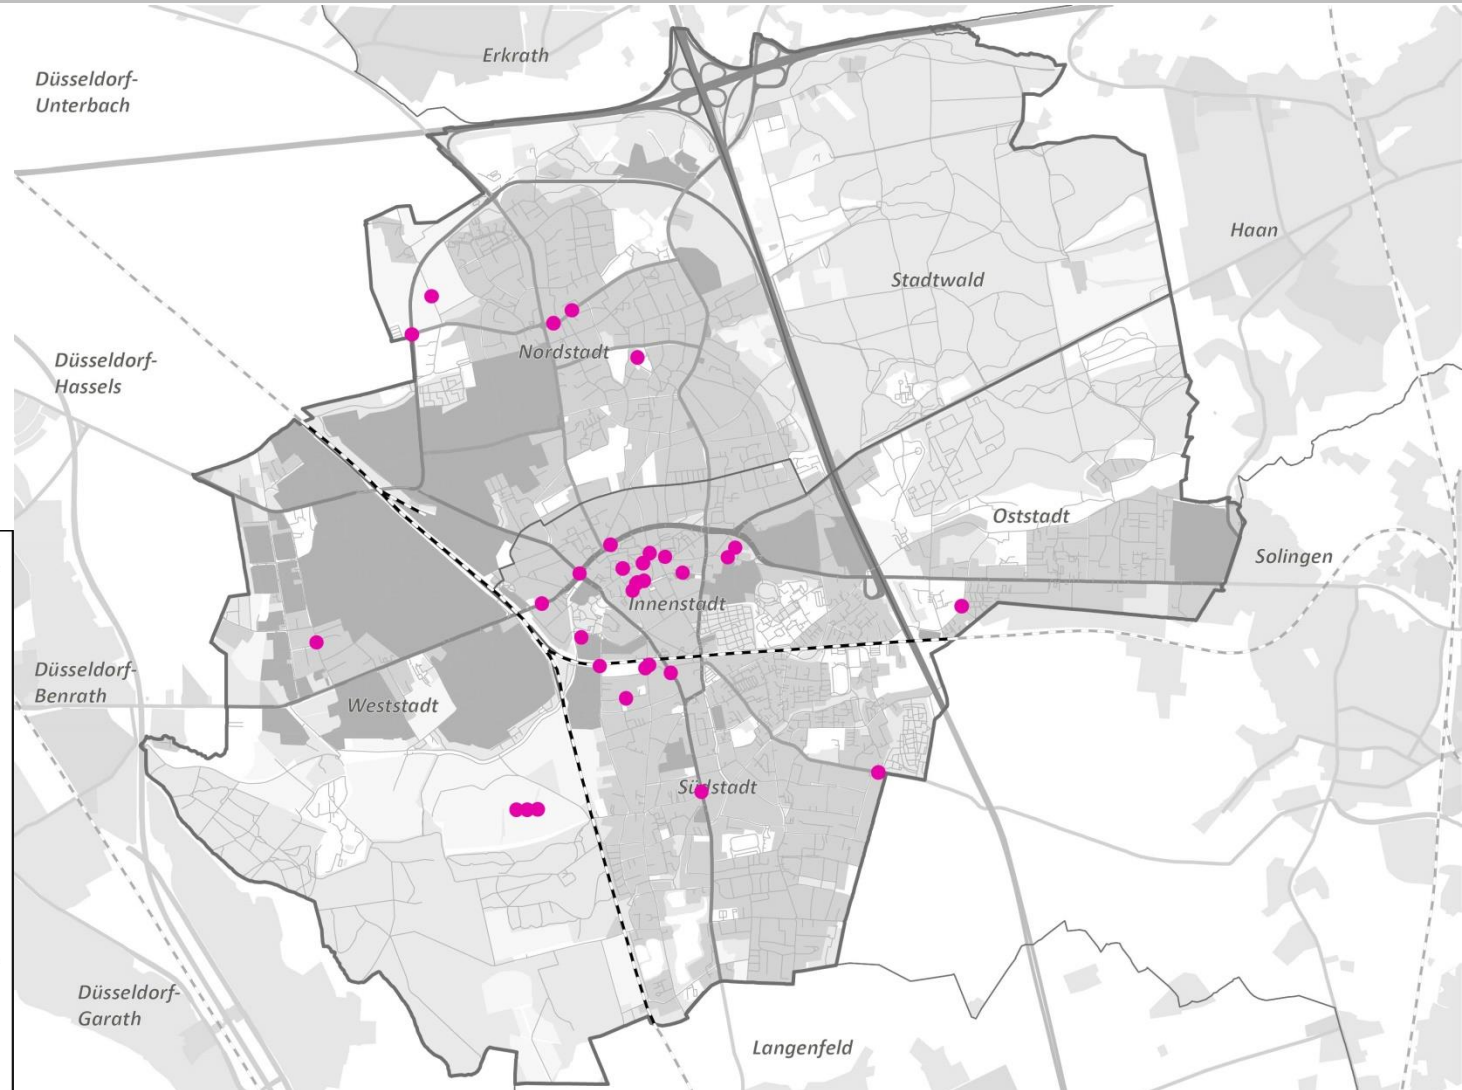 Erkrath
Düsseldorf-
Unterbach
Haan
Stadtwald
Nordstadt
Düsseldorf-
Hassels
Oststadt
Solingen
Innenstadt
Düsseldorf-
Benrath
Weststadt
Südstadt
Düsseldorf-
Garath
Langenfeld